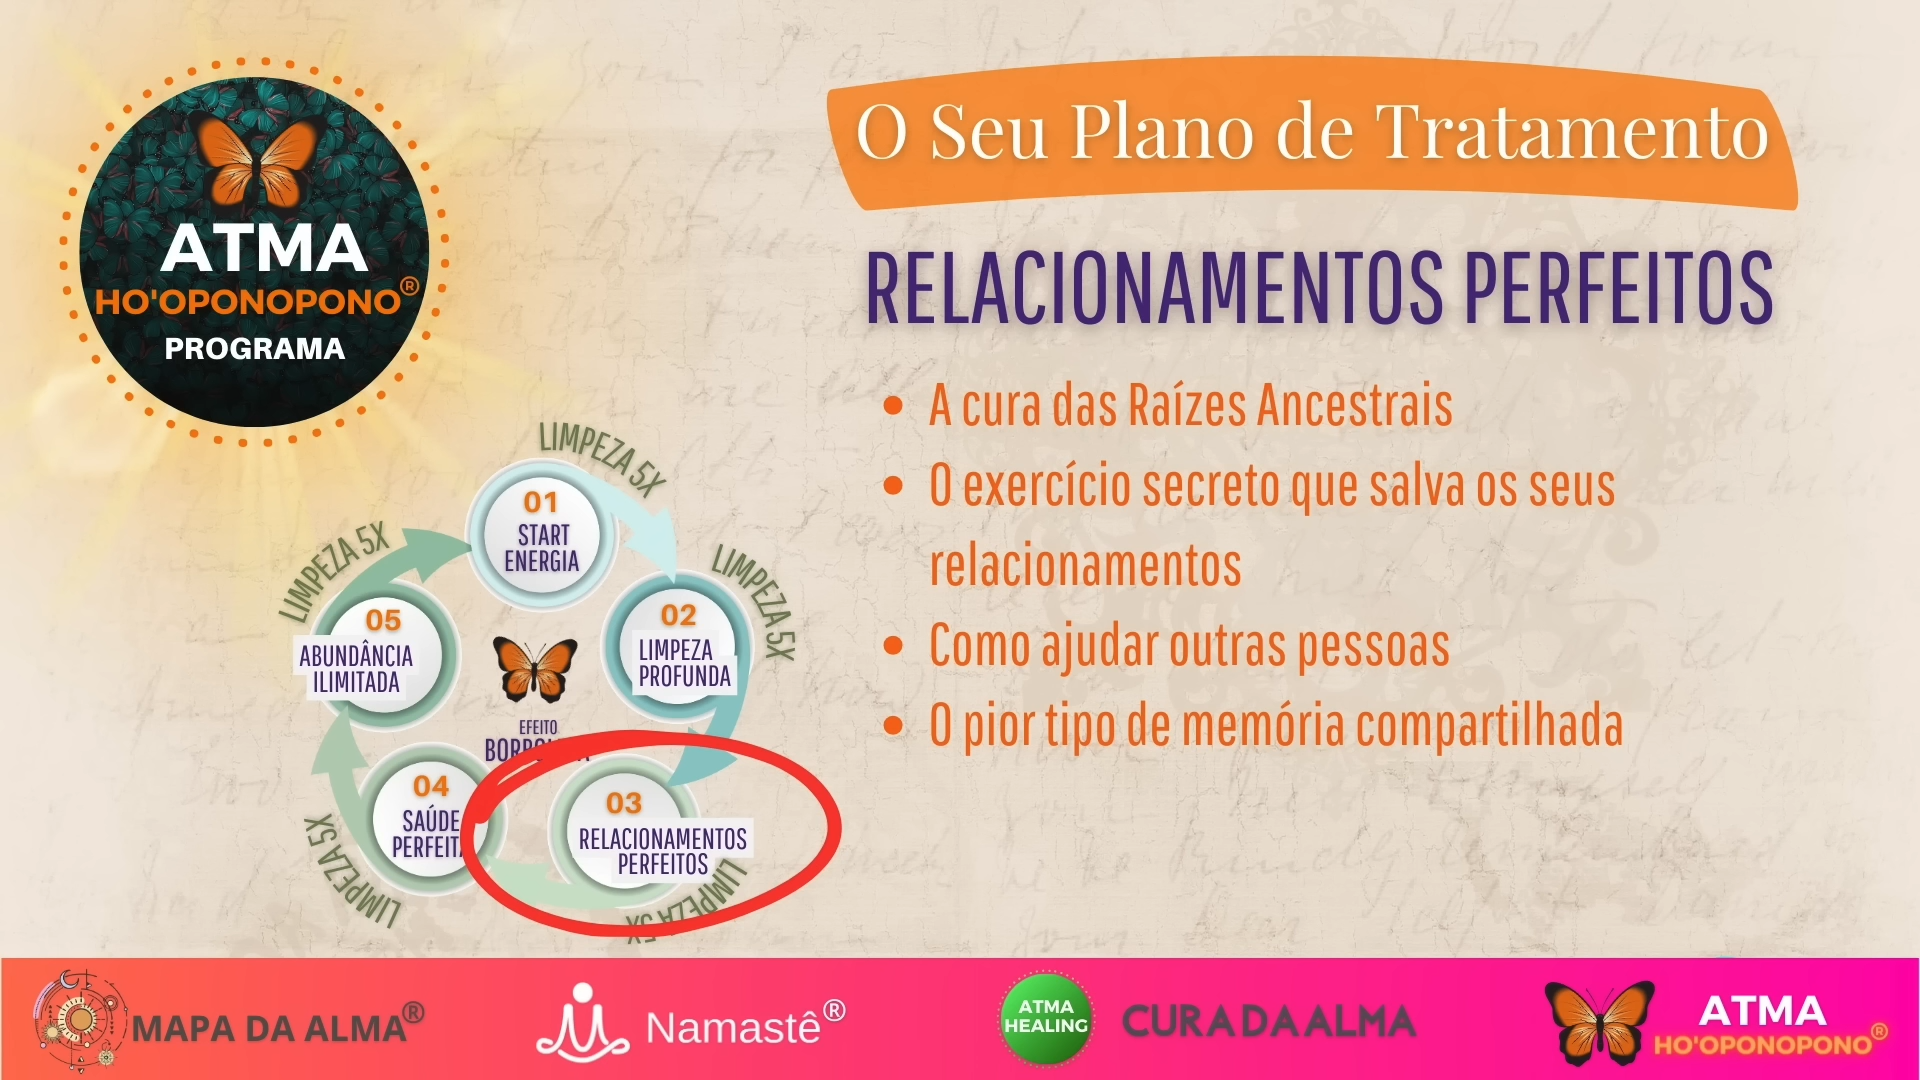 ATMA
HO'OPONOPONO®
PROGRAMA
O Seu Plano de Tratamento
RELACIONAMENTOS PERFEITOS
• A cura das Raízes Ancestrais
• O exercício secreto que salva os seus
relacionamentos
• Como ajudar outras pessoas
• O pior tipo de memória compartilhada
LIMPEZA 5X
01
START
ENERGIA
LIMPEZA 5X
02
LIMPEZA
PROFUNDA
LIMPEZA 5X
03
RELACIONAMENTOS
PERFEITOS
LIMPEZA 5X
04
SAÚDE
PERFEITA
LIMPEZA 5X
05
ABUNDÂNCIA
ILIMITADA
EFEITO
MAPA DA ALMA®
Namastê®
ATMA
HEALING
CURA DA ALMA
ATMA
HO'OPONOPONO®